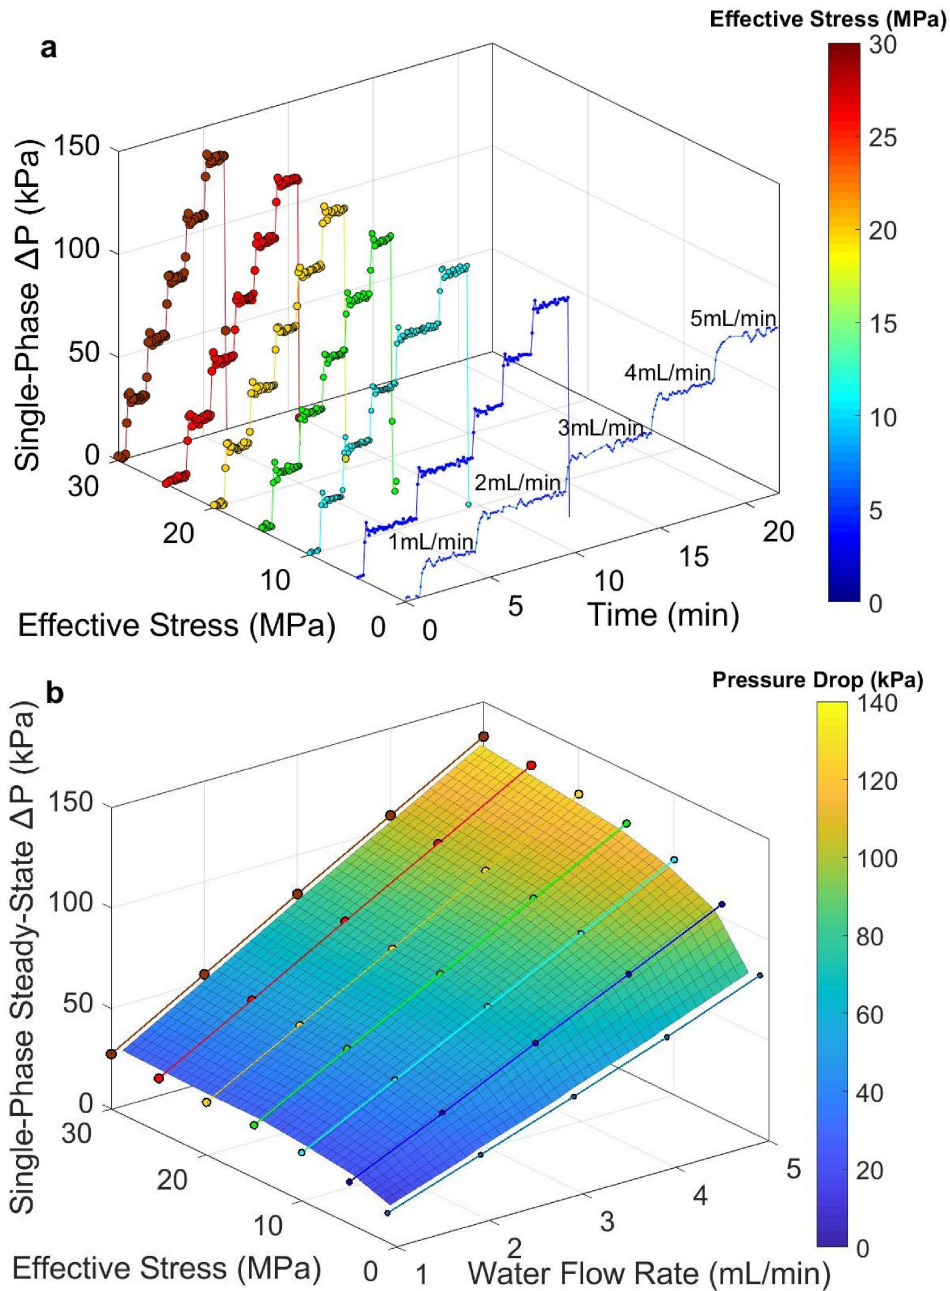 a
Effective Stress (MPa)
Single-Phase ΔP (kPa)
150
100
50
0
30
20
10
0
Effective Stress (MPa)
0
5
10
15
20
Time (min)
1mL/min
2mL/min
3mL/min
4mL/min
5mL/min
30
25
20
15
10
5
0
b
Pressure Drop (kPa)
Single-Phase Steady-State ΔP (kPa)
150
100
50
0
30
20
10
0
Effective Stress (MPa)
1
2
3
4
5
Water Flow Rate (mL/min)
140
120
100
80
60
40
20
0